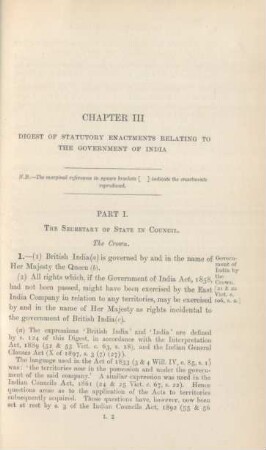 CHAPTER III
DIGEST OF STATUTORY ENACTMENTS RELATING TO
THE GOVERNMENT OF INDIA
N.B.—The marginal references in square brackets [ ] indicate the enactments
reproduced.
PART I.
THE SECRETARY OF STATE IN COUNCIL.
The Crown.
1.—(1) British India(a) is governed by and in the name of
Her Majesty the Queen (b).
Govern-
ment of
India by
the
Crown.
[21 & 22
Vict. c.
106, s. 2.]
(2) All rights which, if the Government of India Act, 1858,
had not been passed, might have been exercised by the East
India Company in relation to any territories, may be exercised
by and in the name of Her Majesty as rights incidental to
the government of British India(c).
(a) The expressions ‘British India’ and ‘India’ are defined
by s. 124 of this Digest, in accordance with the Interpretation
Act, 1889 (52 & 53 Vict. c. 63, s. 18), and the Indian General
Clauses Act (X of 1897, s. 3 (7) (27)).
The language used in the Act of 1833 (3 & 4 Will. IV, c. 85, s. 1)
was: ‘the territories now in the possession and under the govern-
ment of the said company.’ A similar expression was used in the
Indian Councils Act, 1861 (24 & 25 Vict. c. 67, s. 22). Hence
questions arose as to the application of the Acts to territories
subsequently acquired. Those questions have, however, now been
set at rest by s. 3 of the Indian Councils Act, 1892 (55 & 56
L 2